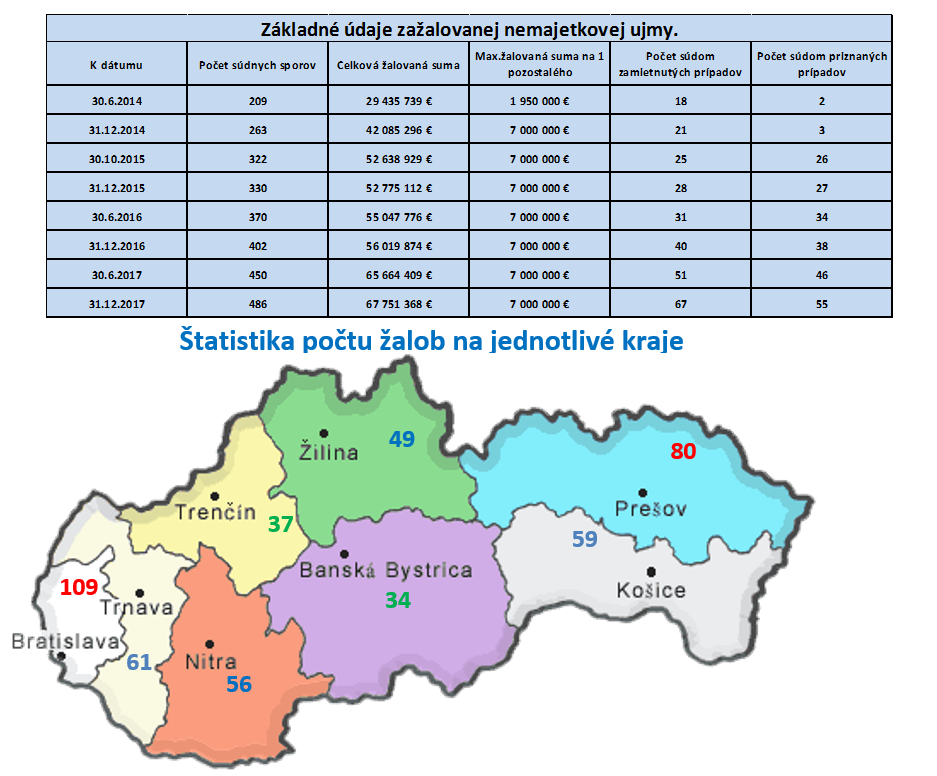 Základné údaje zažalovanej nemajetkovej ujmy.
K dátumu Počet súdnych sporov Celková žalovaná suma Max.žalovaná suma na 1 pozostalého Počet súdom zamietnutých prípadov Počet súdom priznaných prípadov
30.6.2014 209 29 435 739 € 1 950 000 € 18 2
31.12.2014 263 42 085 296 € 7 000 000 € 21 3
30.10.2015 322 52 638 929 € 7 000 000 € 25 26
31.12.2015 330 52 775 112 € 7 000 000 € 28 27
30.6.2016 370 55 047 776 € 7 000 000 € 31 34
31.12.2016 402 56 019 874 € 7 000 000 € 40 38
30.6.2017 450 65 664 409 € 7 000 000 € 51 46
31.12.2017 486 67 751 368 € 7 000 000 € 67 55
Štatistika počtu žalob na jednotlivé kraje
Žilina 49
Prešov 80
Trenčín 37
Košice 59
Banská Bystrica 34
Bratislava 109
Trnava 61
Nitra 56